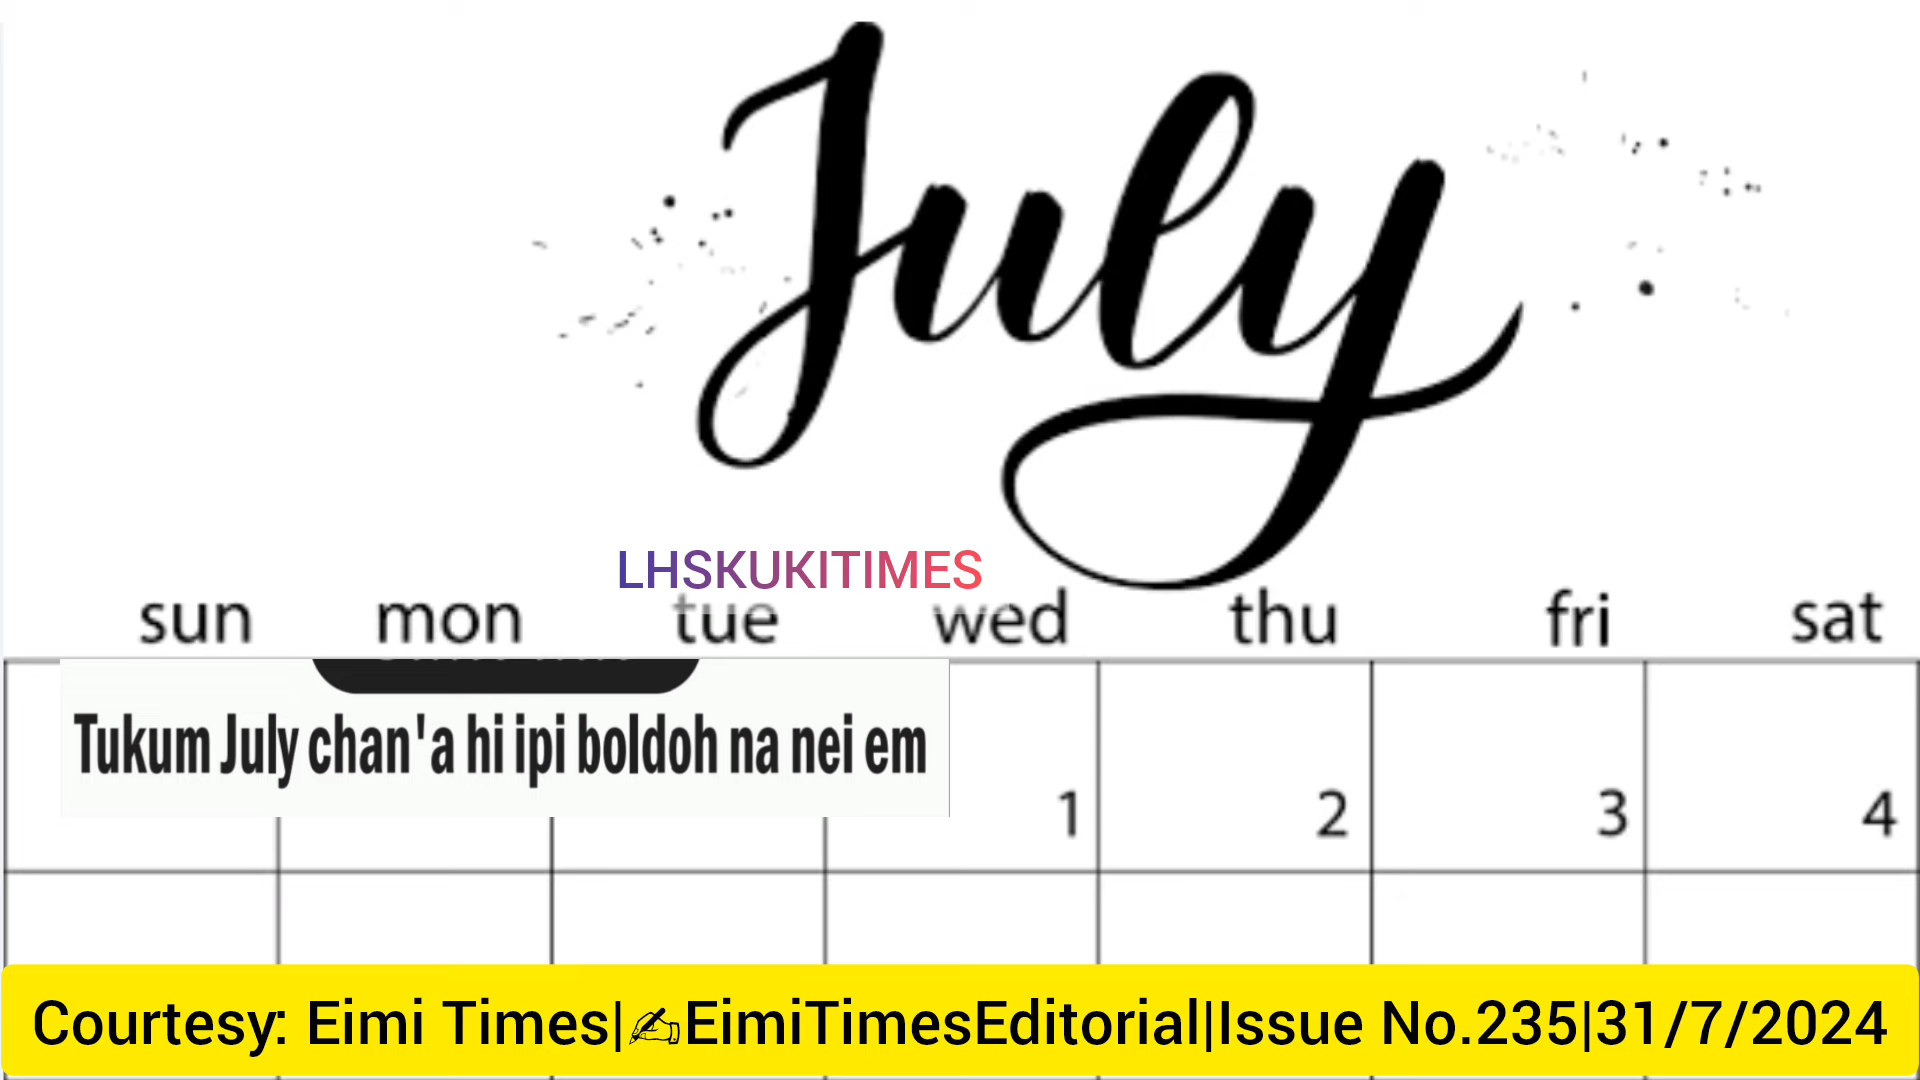 July
LHSKUKITIMES
sun mon tue wed thu fri sat
Tukum July chan'a hi ipi boldoh na nei em
1 2 3 4
Courtesy: Eimi Times|✍EimiTimesEditorial|Issue No.235|31/7/2024